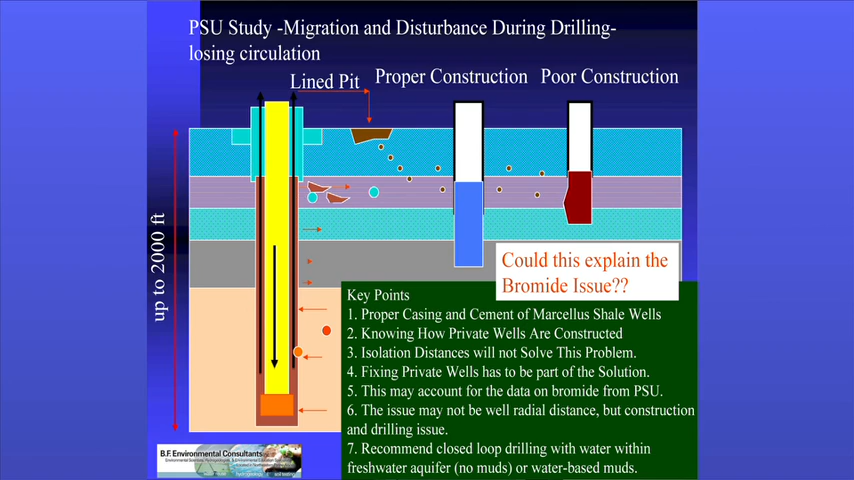 PSU Study -Migration and Disturbance During Drilling-
losing circulation
Lined Pit
Proper Construction
Poor Construction
up to 2000 ft
Could this explain the
Bromide Issue??
Key Points
1. Proper Casing and Cement of Marcellus Shale Wells
2. Knowing How Private Wells Are Constructed
3. Isolation Distances will not Solve This Problem.
4. Fixing Private Wells has to be part of the Solution.
5. This may account for the data on bromide from PSU.
6. The issue may not be well radial distance, but construction
and drilling issue.
7. Recommend closed loop drilling with water within
freshwater aquifer (no muds) or water-based muds.
B.F. Environmental Consultants